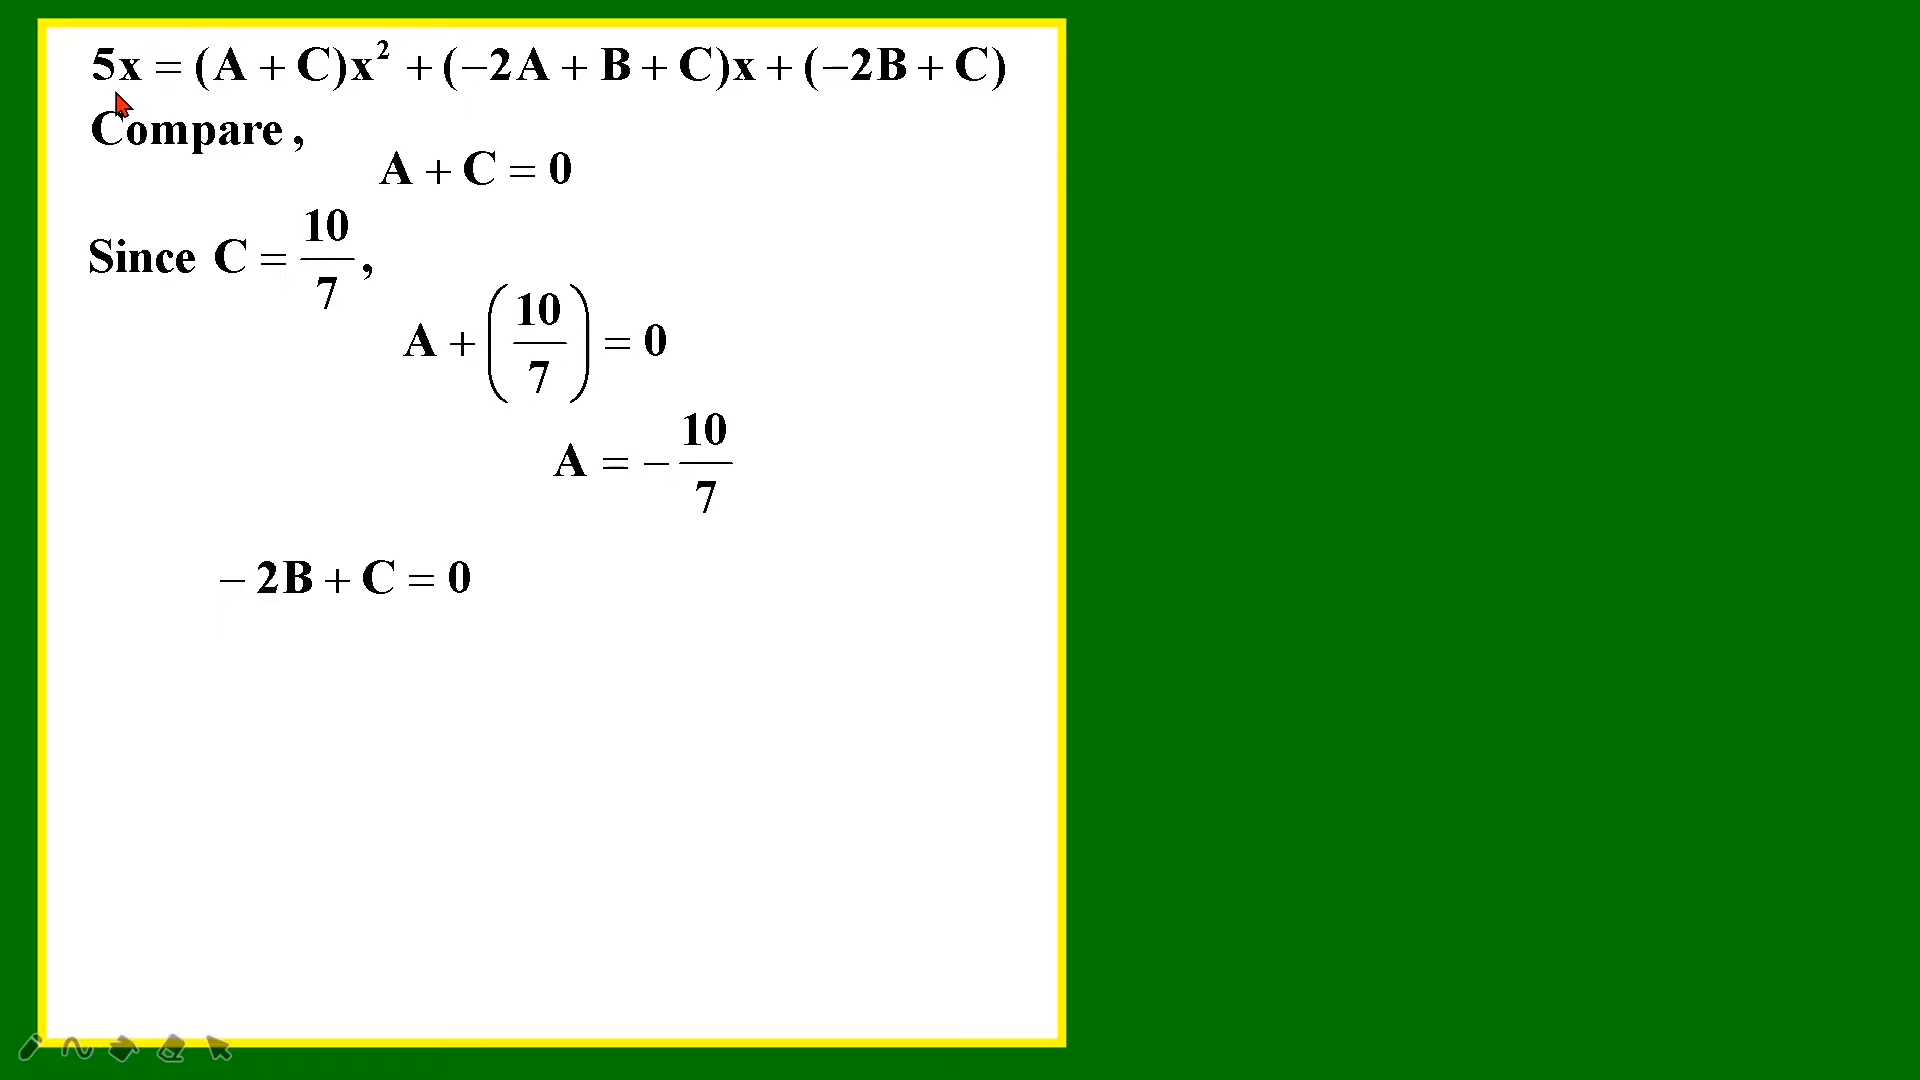 5x = (A + C)x² + (−2A + B + C)x + (−2B + C)
Compare ,
A + C = 0
Since C = 10/7 ,
A + (10/7) = 0
A = − 10/7
− 2B + C = 0